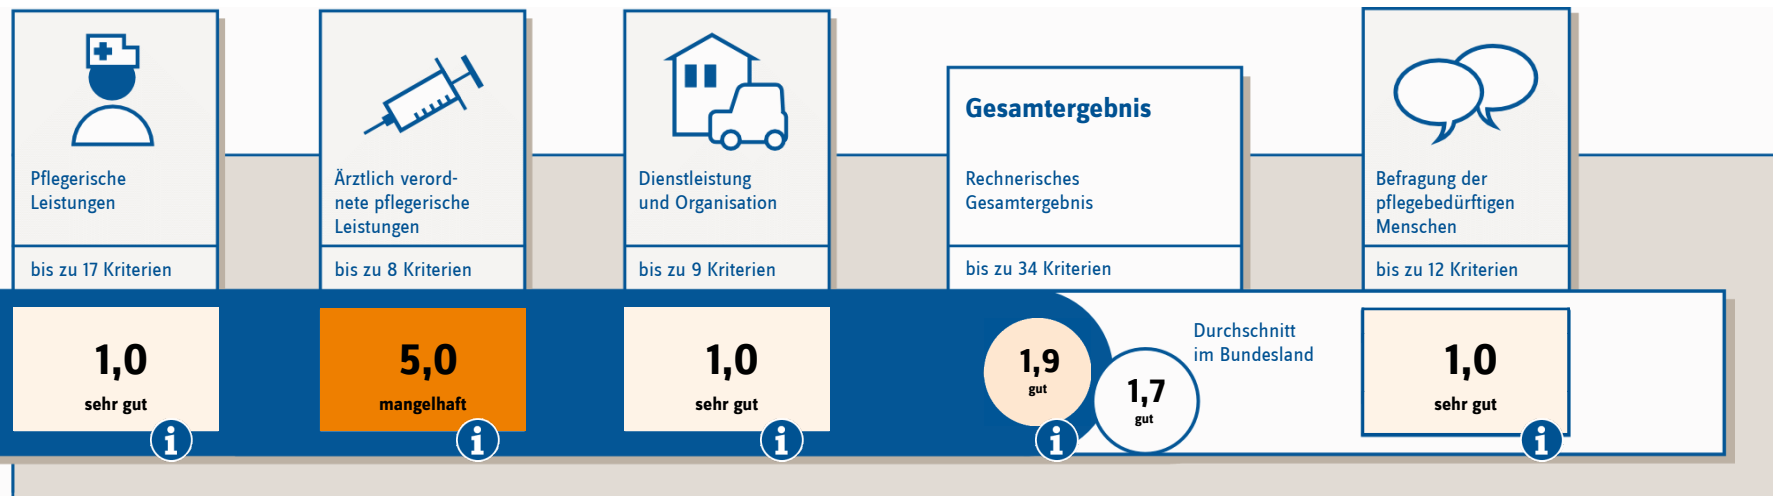 Pflegerische
Leistungen
bis zu 17 Kriterien
1,0
sehr gut
i
Ärztlich verord-
nete pflegerische
Leistungen
bis zu 8 Kriterien
5,0
mangelhaft
i
Dienstleistung
und Organisation
bis zu 9 Kriterien
1,0
sehr gut
i
Gesamtergebnis
Rechnerisches
Gesamtergebnis
bis zu 34 Kriterien
1,9
gut
i
1,7
gut
Durchschnitt
im Bundesland
Befragung der
pflegebedürftigen
Menschen
bis zu 12 Kriterien
1,0
sehr gut
i